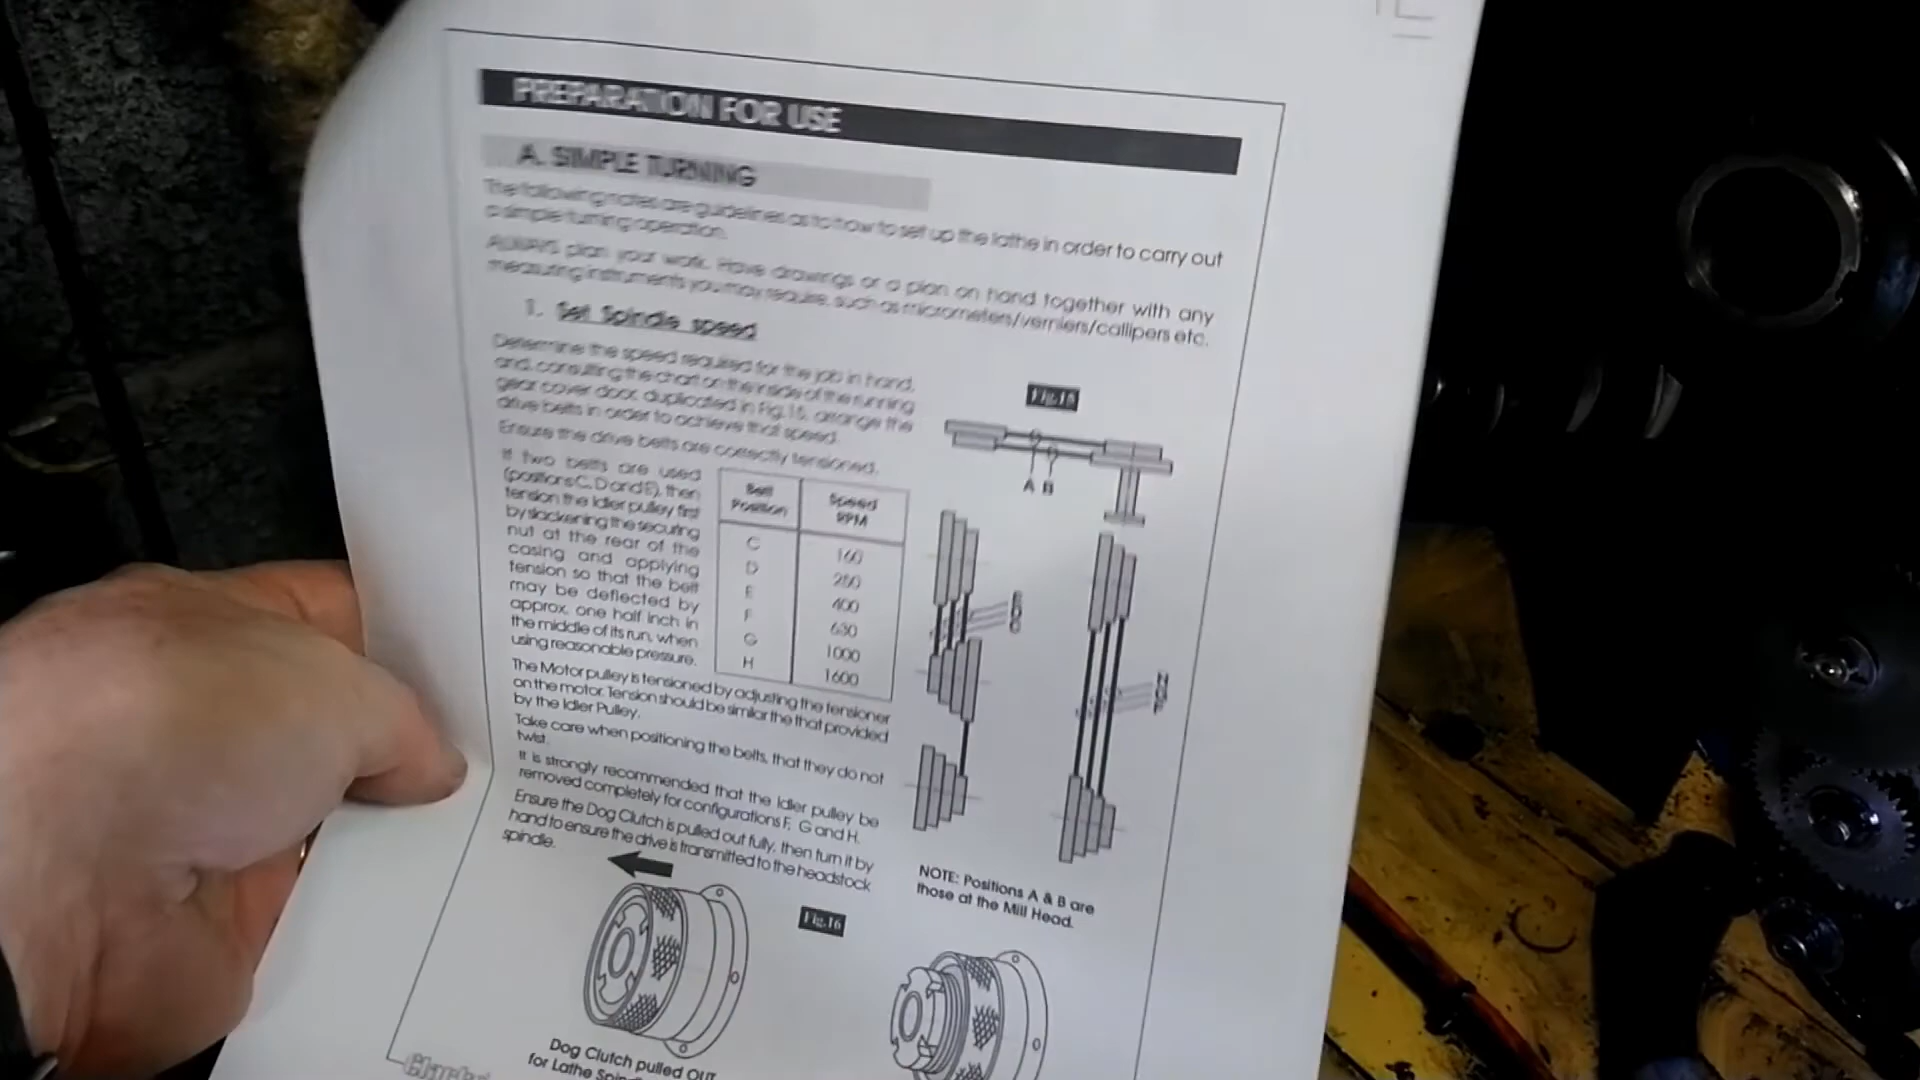 PREPARATION FOR USE
A. SIMPLE TURNING
The following notes are guidelines as to how to set up the lathe in order to carry out
a simple turning operation.
ALWAYS plan your work. Have drawings or a plan on hand together with any
measuring instruments you may require, such as micrometers/verniers/callipers etc.
1. Set Spindle speed
Determine the speed required for the job in hand,
and, consulting the chart on the inside of the running
gear cover door, duplicated in Fig.15, arrange the
drive belts in order to achieve that speed.
Ensure the drive belts are correctly tensioned.
If two belts are used
(positions C, D and E), then
tension the Idler pulley first
by slackening the securing
nut at the rear of the
casing and applying
tension so that the belt
may be deflected by
approx. one half inch in
the middle of its run, when
using reasonable pressure.
Belt Position Speed RPM
C 160
D 250
E 400
F 630
G 1000
H 1600
The Motor pulley is tensioned by adjusting the tensioner
on the motor. Tension should be similar the that provided
by the Idler Pulley.
Take care when positioning the belts, that they do not
twist.
It is strongly recommended that the Idler pulley be
removed completely for configurations F, G and H.
Ensure the Dog Clutch is pulled out fully, then turn it by
hand to ensure the drive is transmitted to the headstock
spindle.
Fig.15
A B
NOTE: Positions A & B are
those at the Mill Head.
Fig.16
Dog Clutch pulled OUT
for Lathe
Clarke